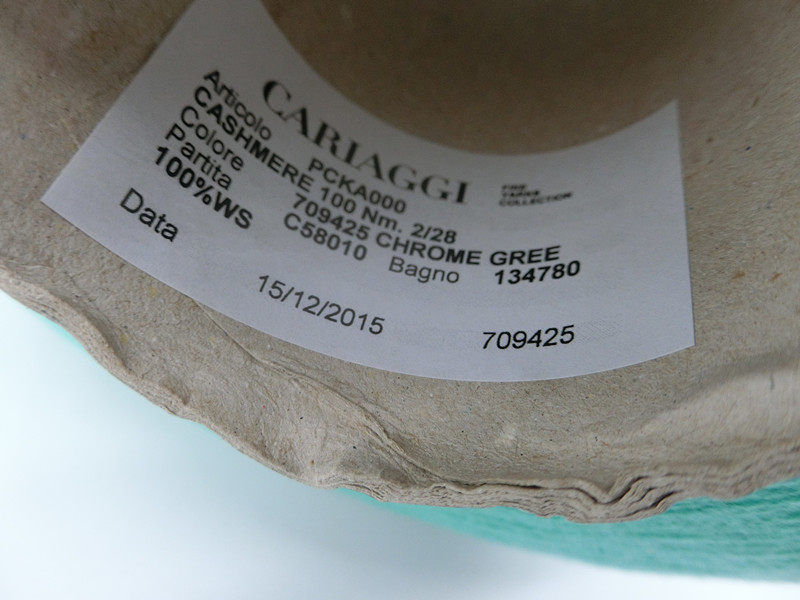 CARIAGGI
FINE
YARNS
COLLECTION
Articolo PCKA000
CASHMERE 100 Nm. 2/28
Colore 709425 CHROME GREE
Partita C58010 Bagno 134780
100%WS
Data 15/12/2015 709425